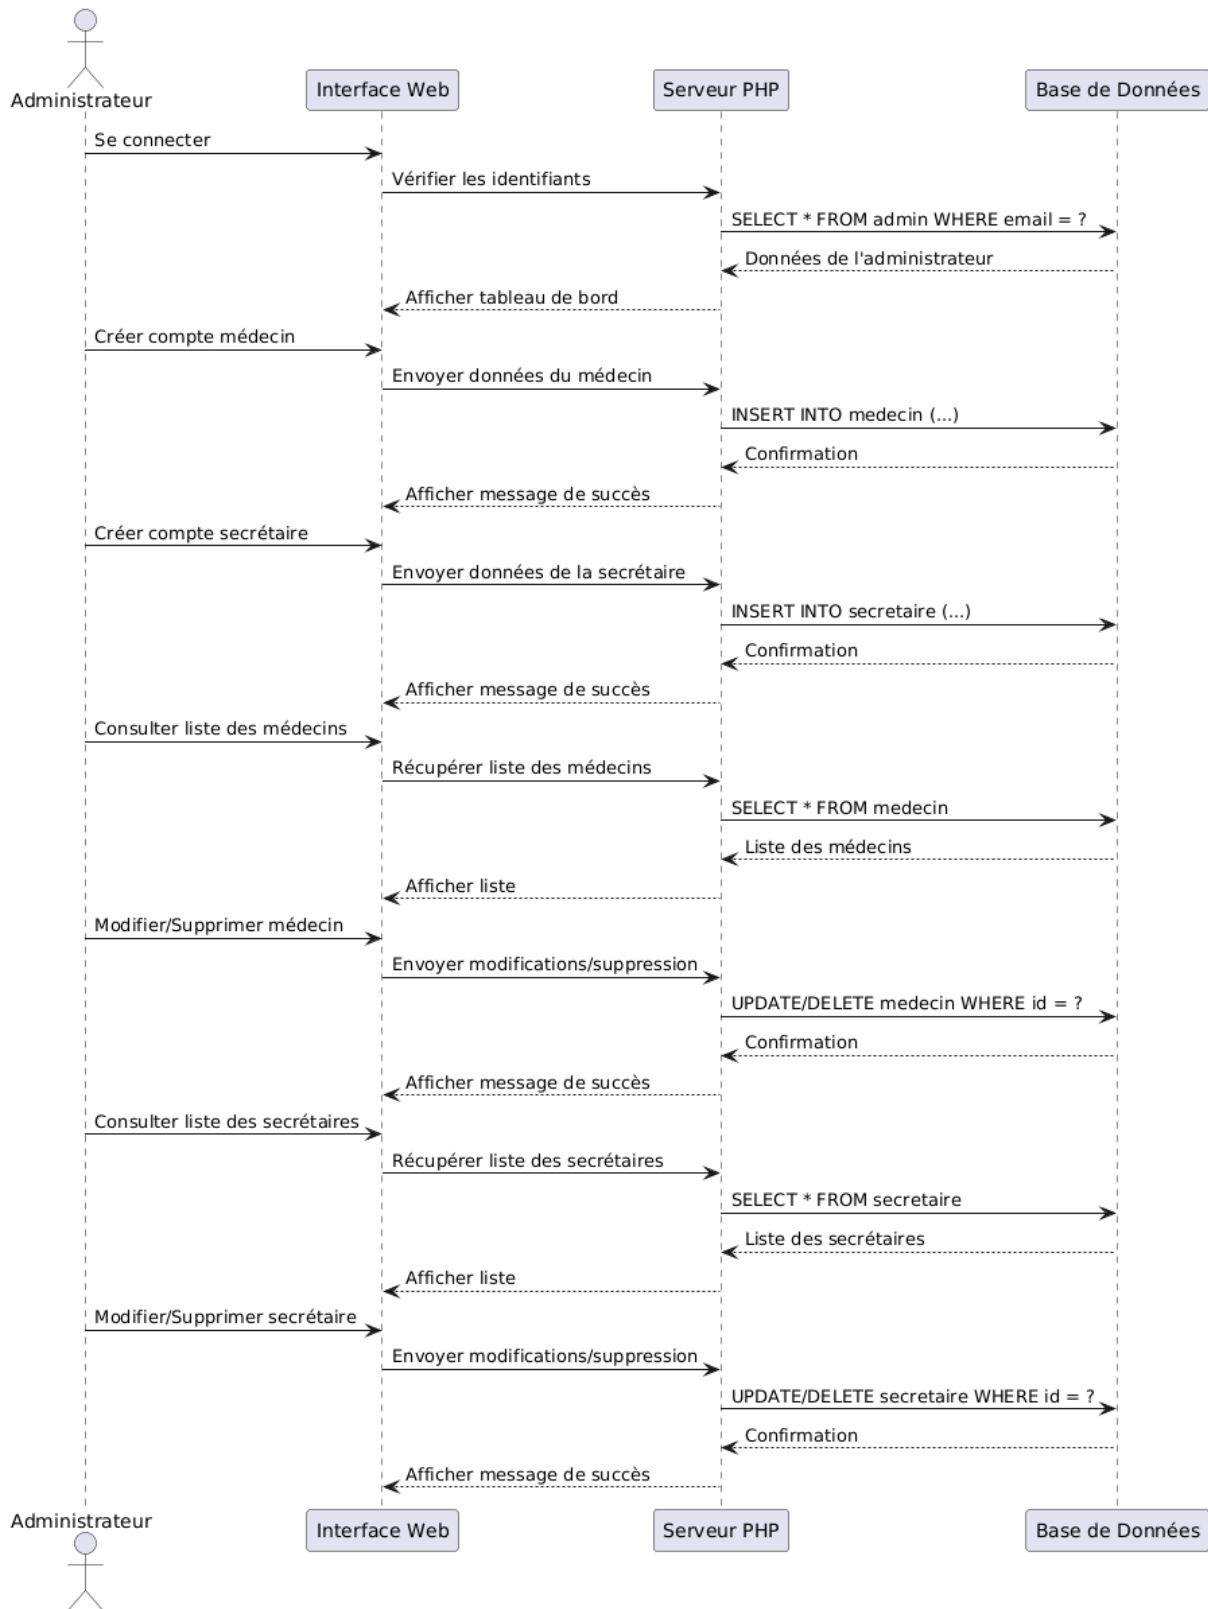 Administrateur
Interface Web
Serveur PHP
Base de Données
Se connecter
Vérifier les identifiants
SELECT * FROM admin WHERE email = ?
Données de l'administrateur
Afficher tableau de bord
Créer compte médecin
Envoyer données du médecin
INSERT INTO medecin (...)
Confirmation
Afficher message de succès
Créer compte secrétaire
Envoyer données de la secrétaire
INSERT INTO secretaire (...)
Confirmation
Afficher message de succès
Consulter liste des médecins
Récupérer liste des médecins
SELECT * FROM medecin
Liste des médecins
Afficher liste
Modifier/Supprimer médecin
Envoyer modifications/suppression
UPDATE/DELETE medecin WHERE id = ?
Confirmation
Afficher message de succès
Consulter liste des secrétaires
Récupérer liste des secrétaires
SELECT * FROM secretaire
Liste des secrétaires
Afficher liste
Modifier/Supprimer secrétaire
Envoyer modifications/suppression
UPDATE/DELETE secretaire WHERE id = ?
Confirmation
Afficher message de succès
Administrateur
Interface Web
Serveur PHP
Base de Données